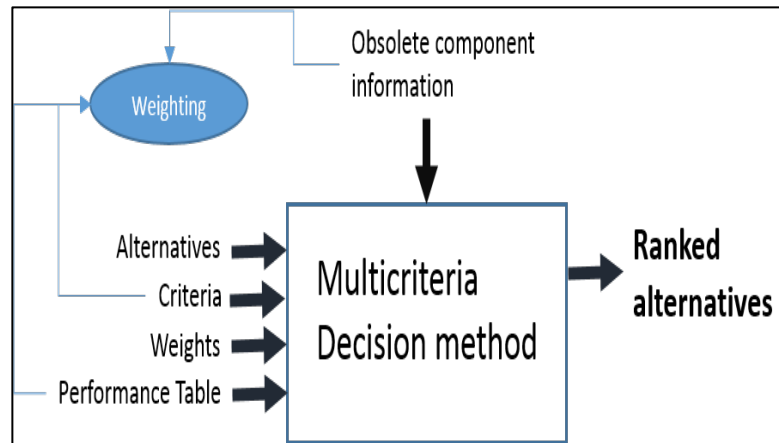 Obsolete component
information
Weighting
Alternatives
Criteria
Weights
Performance Table
Multicriteria
Decision method
Ranked
alternatives